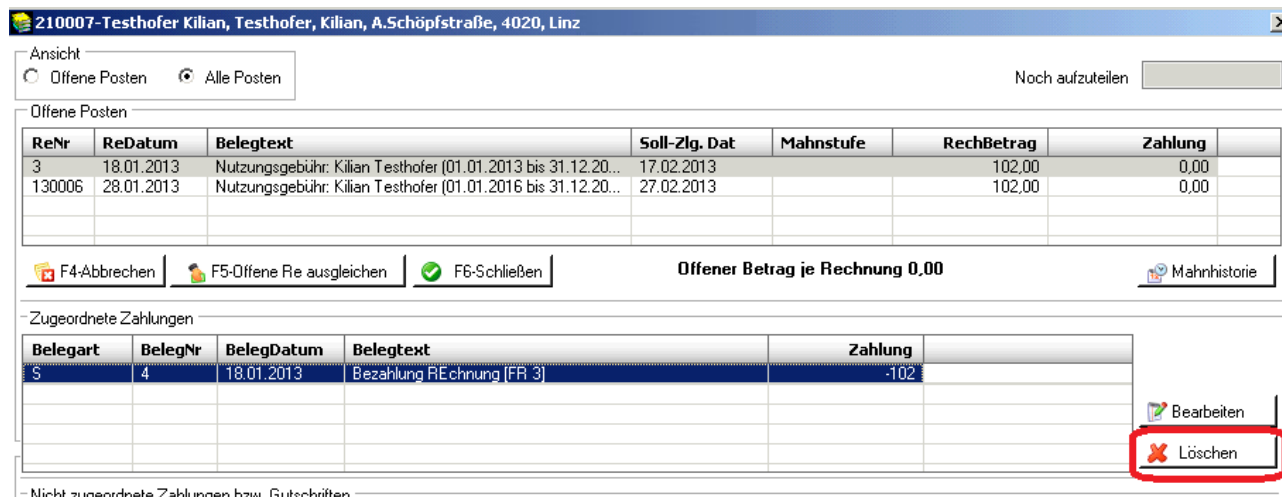 210007-Testhofer Kilian, Testhofer, Kilian, A.Schöpfstraße, 4020, Linz
Ansicht
Offene Posten Alle Posten Noch aufzuteilen
Offene Posten
ReNr ReDatum Belegtext Soll-Zlg. Dat Mahnstufe RechBetrag Zahlung
3 18.01.2013 Nutzungsgebühr: Kilian Testhofer (01.01.2013 bis 31.12.20... 17.02.2013 102,00 0,00
130006 28.01.2013 Nutzungsgebühr: Kilian Testhofer (01.01.2016 bis 31.12.20... 27.02.2013 102,00 0,00
F4-Abbrechen F5-Offene Re ausgleichen F6-Schließen Offener Betrag je Rechnung 0,00 Mahnhistorie
Zugeordnete Zahlungen
Belegart BelegNr BelegDatum Belegtext Zahlung
S 4 18.01.2013 Bezahlung REchnung [FR 3] -102
Bearbeiten
Löschen
Nicht zugeordnete Zahlungen bzw. Gutschriften